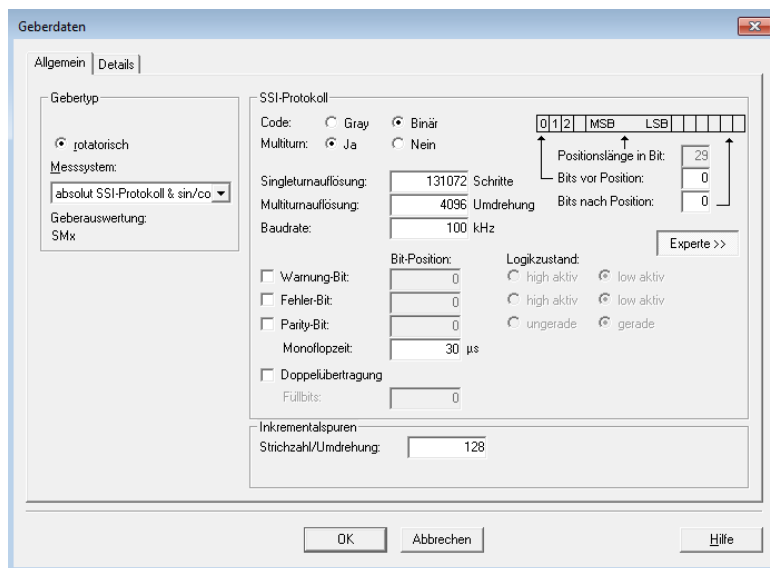 Geberdaten
Allgemein Details
Gebertyp
rotatorisch
Messsystem:
absolut SSI-Protokoll & sin/co
Geberauswertung:
SMx
SSI-Protokoll
Code: Gray Binär
Multiturn: Ja Nein
0 1 2 MSB LSB
Positionslänge in Bit: 29
Bits vor Position: 0
Bits nach Position: 0
Singleturnauflösung: 131072 Schritte
Multiturnauflösung: 4096 Umdrehung
Baudrate: 100 kHz
Experte >>
Bit-Position: Logikzustand:
Warnung-Bit: 0 high aktiv low aktiv
Fehler-Bit: 0 high aktiv low aktiv
Parity-Bit: 0 ungerade gerade
Monoflopzeit: 30 µs
Doppelübertragung
Füllbits: 0
Inkrementalspuren
Strichzahl/Umdrehung: 128
OK Abbrechen Hilfe